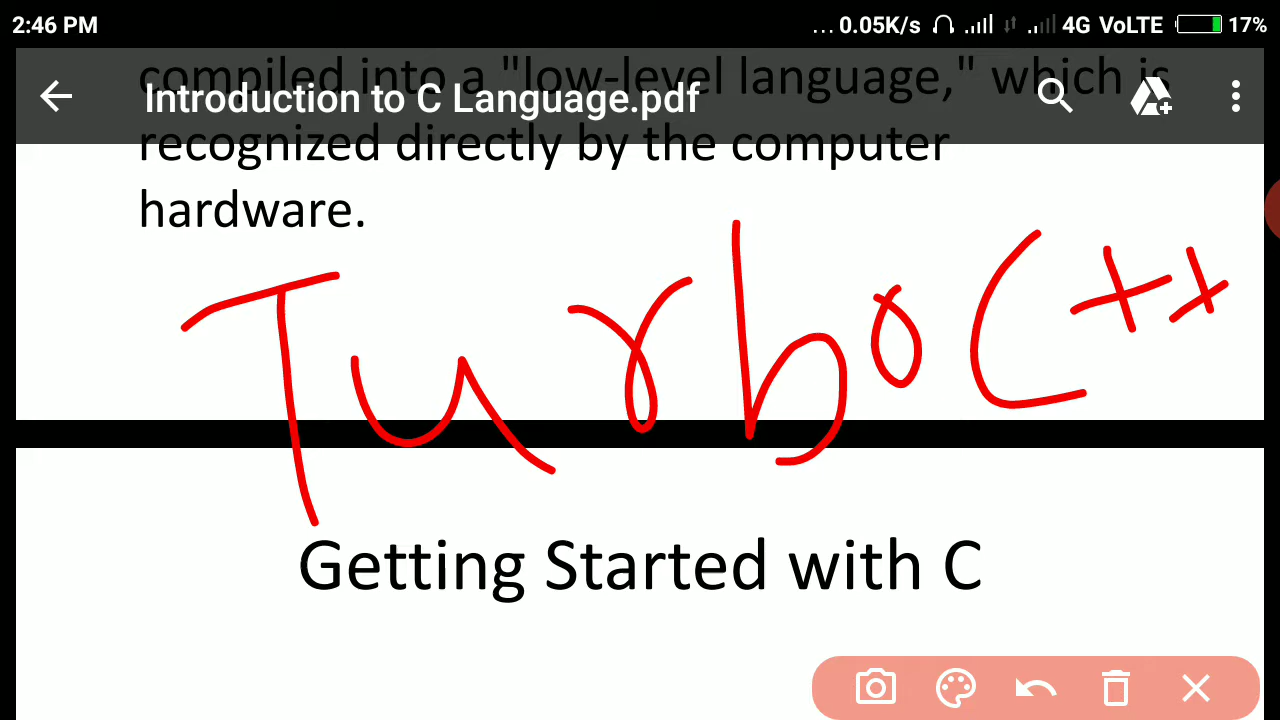 2:46 PM ... 0.05K/s 4G VoLTE 17%
compiled into a "low-level language," which is
Introduction to C Language.pdf
recognized directly by the computer
hardware.
Turbo C++
Getting Started with C